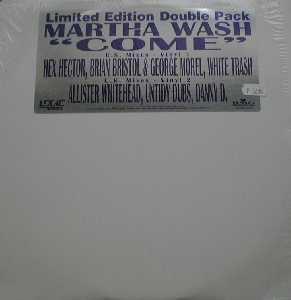 Limited Edition Double Pack
MARTHA WASH
"COME"
U.S. Mixes - Vinyl 1
HEX HECTOR, BRIAN BRISTOL & GEORGE MOREL, WHITE TRASH
U.K. Mixes - Vinyl 2
ALLISTER WHITEHEAD, UNTIDY DUBS, DANNY D.